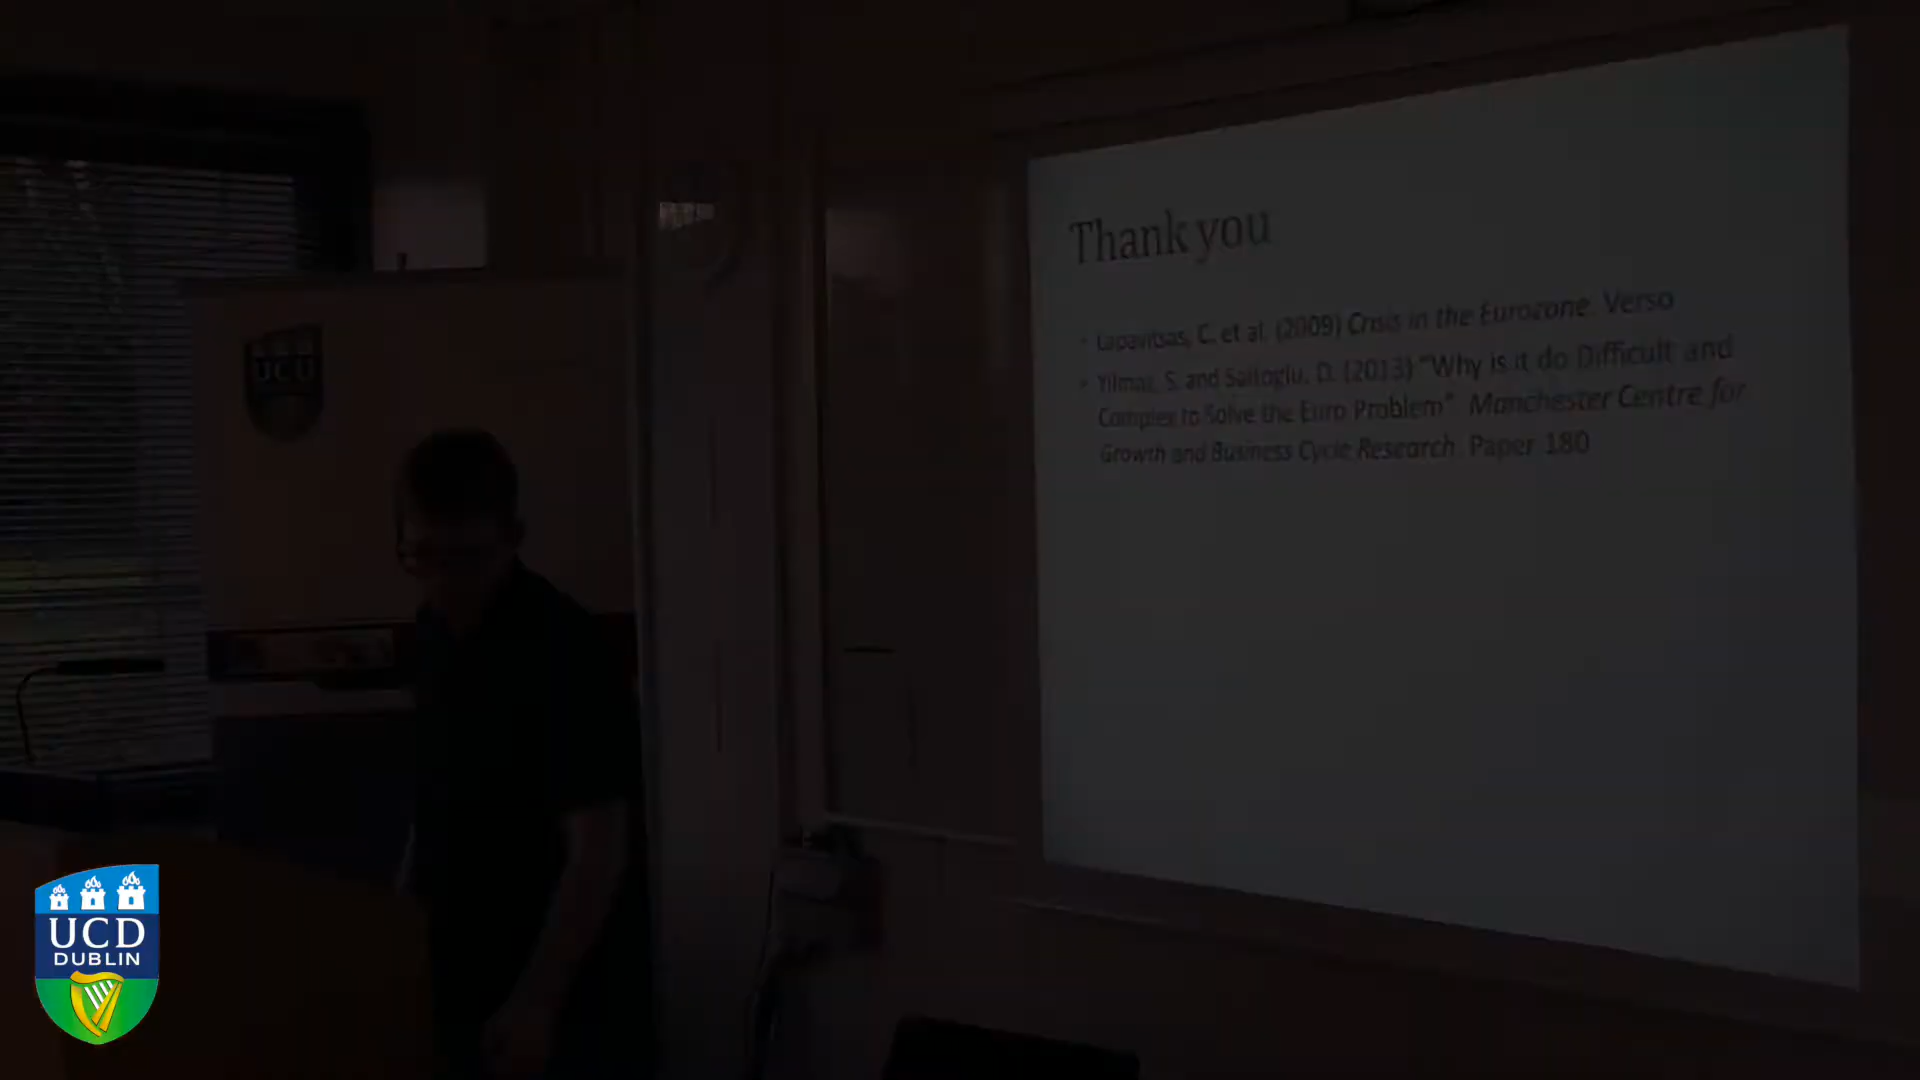 Thank you
• Lapavitsas, C. et al. (2009) Crisis in the Eurozone. Verso
• Yilmaz, S. and Saltoglu, D. (2013) "Why is it do Difficult and
Complex to Solve the Euro Problem". Manchester Centre for
Growth and Business Cycle Research. Paper 180
UCD
UCD
DUBLIN